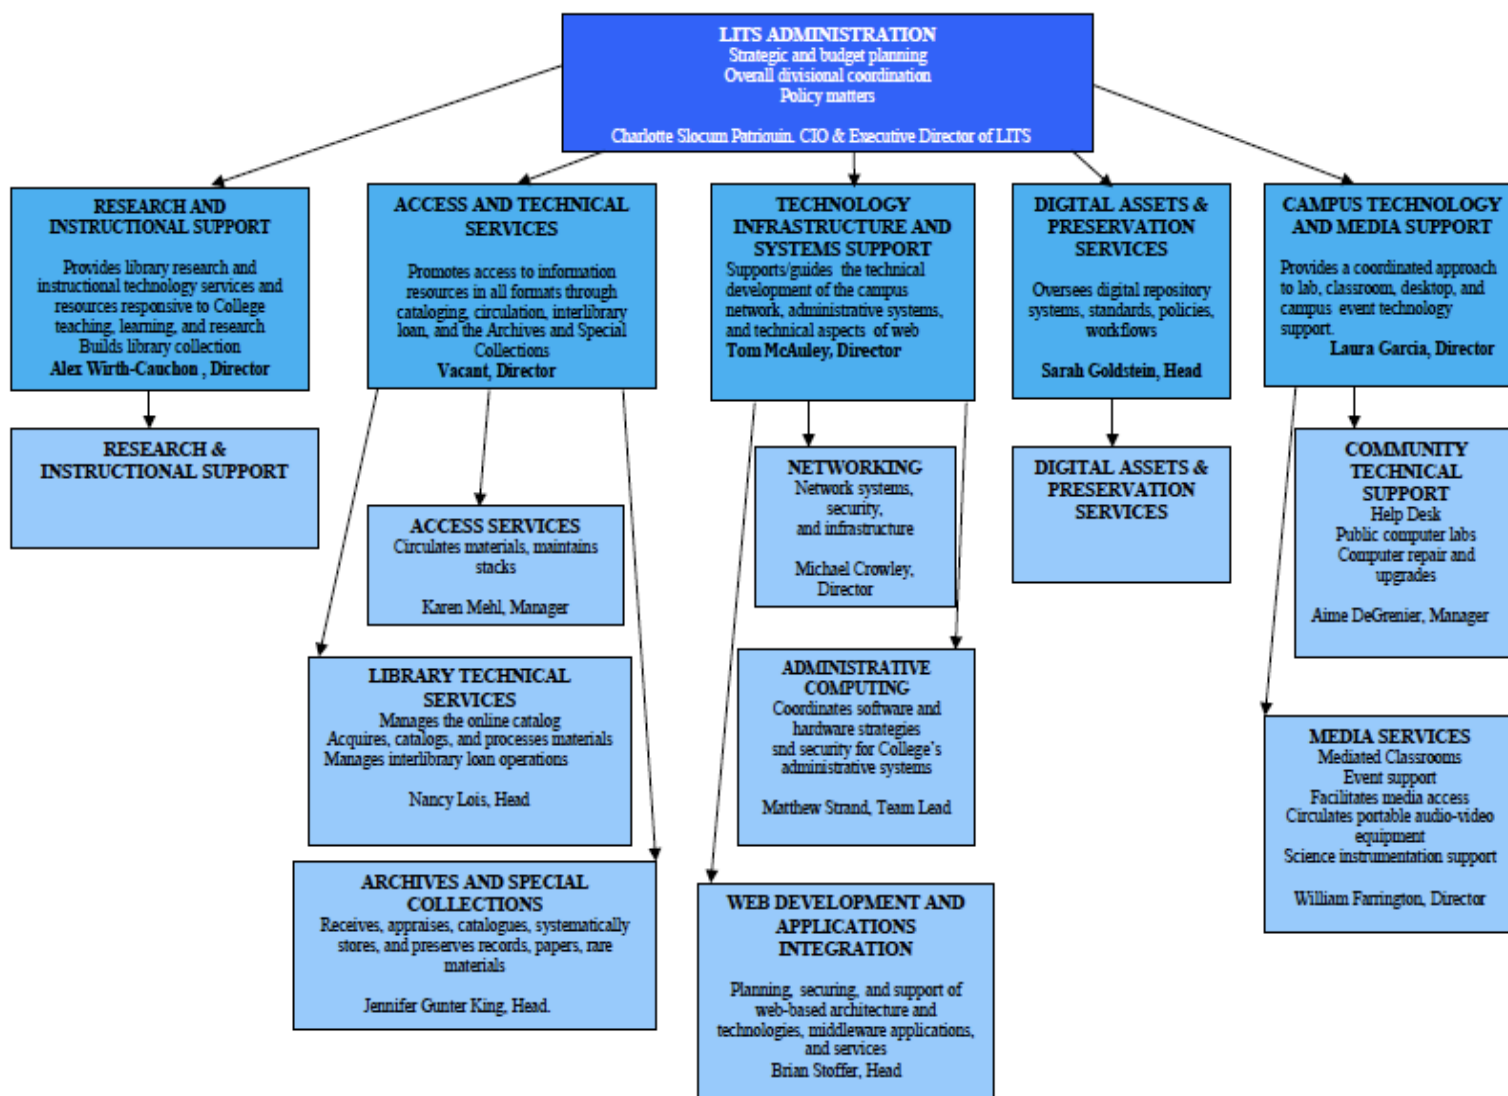 LITS ADMINISTRATION
Strategic and budget planning
Overall divisional coordination
Policy matters
Charlotte Slocum Patriquin. CIO & Executive Director of LITS
RESEARCH AND
INSTRUCTIONAL SUPPORT
Provides library research and
instructional technology services and
resources responsive to College
teaching, learning, and research
Builds library collection
Alex Wirth-Cauchon , Director
ACCESS AND TECHNICAL
SERVICES
Promotes access to information
resources in all formats through
cataloging, circulation, interlibrary
loan, and the Archives and Special
Collections
Vacant, Director
TECHNOLOGY
INFRASTRUCTURE AND
SYSTEMS SUPPORT
Supports/guides the technical
development of the campus
network, administrative systems,
and technical aspects of web
Tom McAuley, Director
DIGITAL ASSETS &
PRESERVATION
SERVICES
Oversees digital repository
systems, standards, policies,
workflows
Sarah Goldstein, Head
CAMPUS TECHNOLOGY
AND MEDIA SUPPORT
Provides a coordinated approach
to lab, classroom, desktop, and
campus event technology
support.
Laura Garcia, Director
RESEARCH &
INSTRUCTIONAL SUPPORT
ACCESS SERVICES
Circulates materials, maintains
stacks
Karen Mehl, Manager
LIBRARY TECHNICAL
SERVICES
Manages the online catalog
Acquires, catalogs, and processes materials
Manages interlibrary loan operations
Nancy Lois, Head
ARCHIVES AND SPECIAL
COLLECTIONS
Receives, appraises, catalogues, systematically
stores, and preserves records, papers, rare
materials
Jennifer Gunter King, Head.
NETWORKING
Network systems,
security,
and infrastructure
Michael Crowley,
Director
ADMINISTRATIVE
COMPUTING
Coordinates software and
hardware strategies
snd security for College's
administrative systems
Matthew Strand, Team Lead
WEB DEVELOPMENT AND
APPLICATIONS
INTEGRATION
Planning, securing, and support of
web-based architecture and
technologies, middleware applications,
and services
Brian Stoffer, Head
DIGITAL ASSETS &
PRESERVATION
SERVICES
COMMUNITY
TECHNICAL
SUPPORT
Help Desk
Public computer labs
Computer repair and
upgrades
Aime DeGrenier, Manager
MEDIA SERVICES
Mediated Classrooms
Event support
Facilitates media access
Circulates portable audio-video
equipment
Science instrumentation support
William Farrington, Director